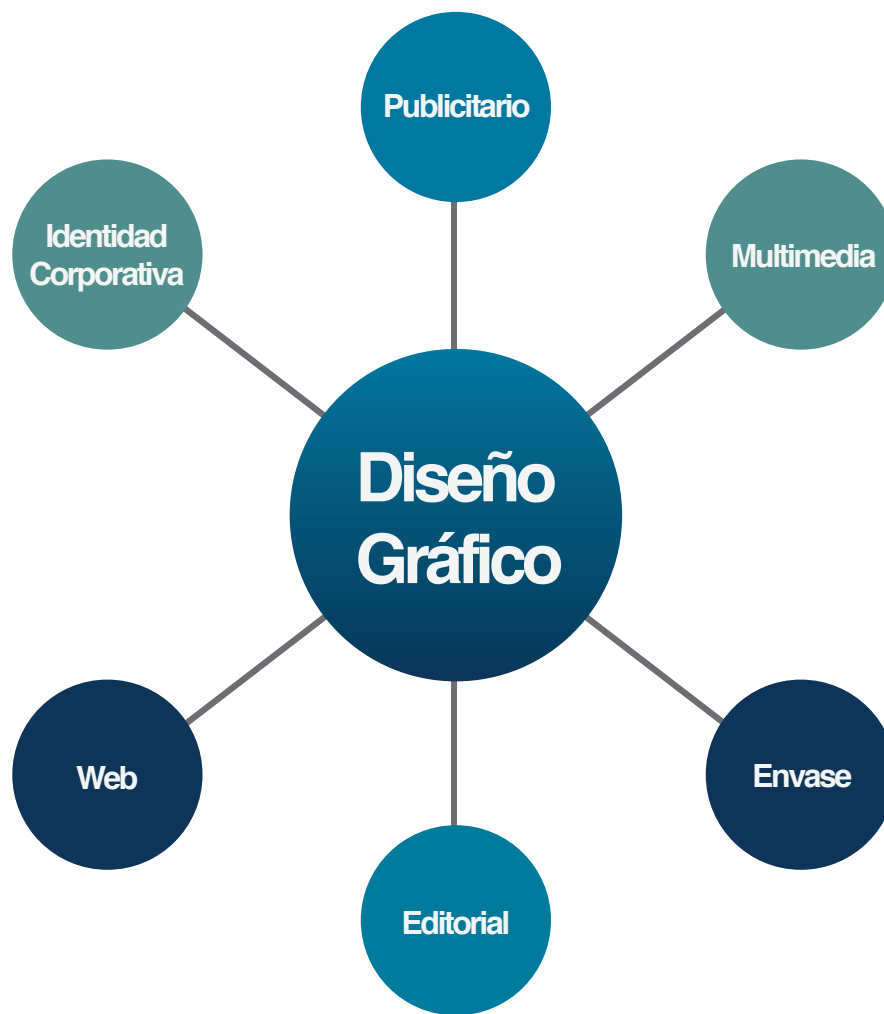 Publicitario
Identidad
Corporativa
Multimedia
Diseño
Gráfico
Web
Envase
Editorial